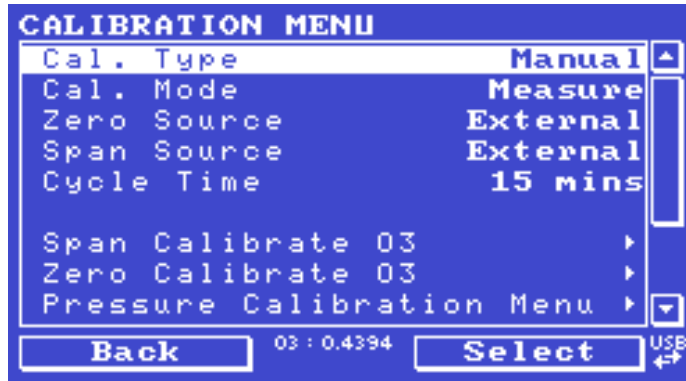 CALIBRATION MENU
Cal. Type Manual
Cal. Mode Measure
Zero Source External
Span Source External
Cycle Time 15 mins
Span Calibrate O3
Zero Calibrate O3
Pressure Calibration Menu
Back O3 : 0.4394 Select USB